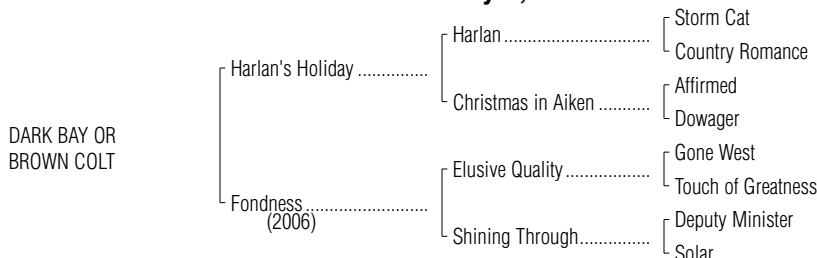 Storm Cat
Harlan
Country Romance
Harlan's Holiday
Affirmed
Christmas in Aiken
Dowager
DARK BAY OR
BROWN COLT
Gone West
Elusive Quality
Touch of Greatness
Fondness
(2006)
Deputy Minister
Shining Through
Solar